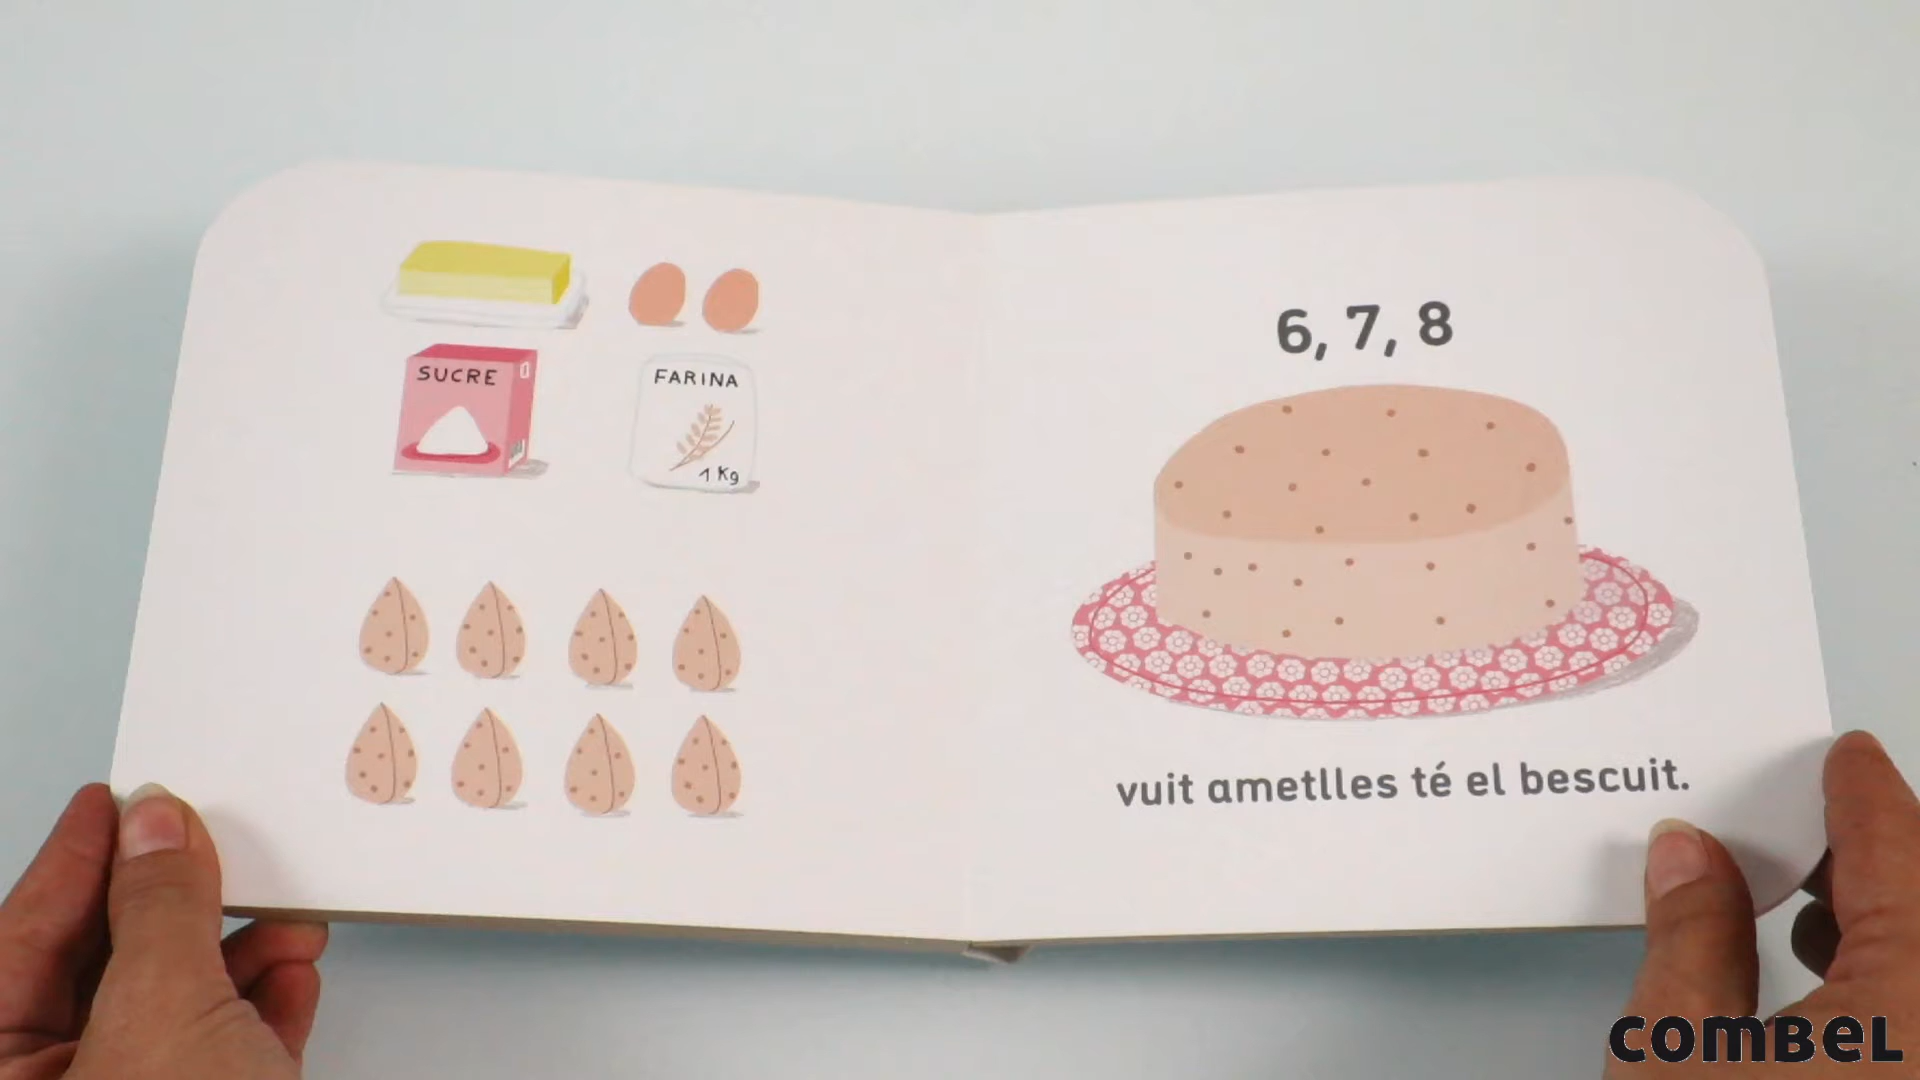 SUCRE
FARINA
1 Kg
6, 7, 8
vuit ametlles té el bescuit.
comBeL